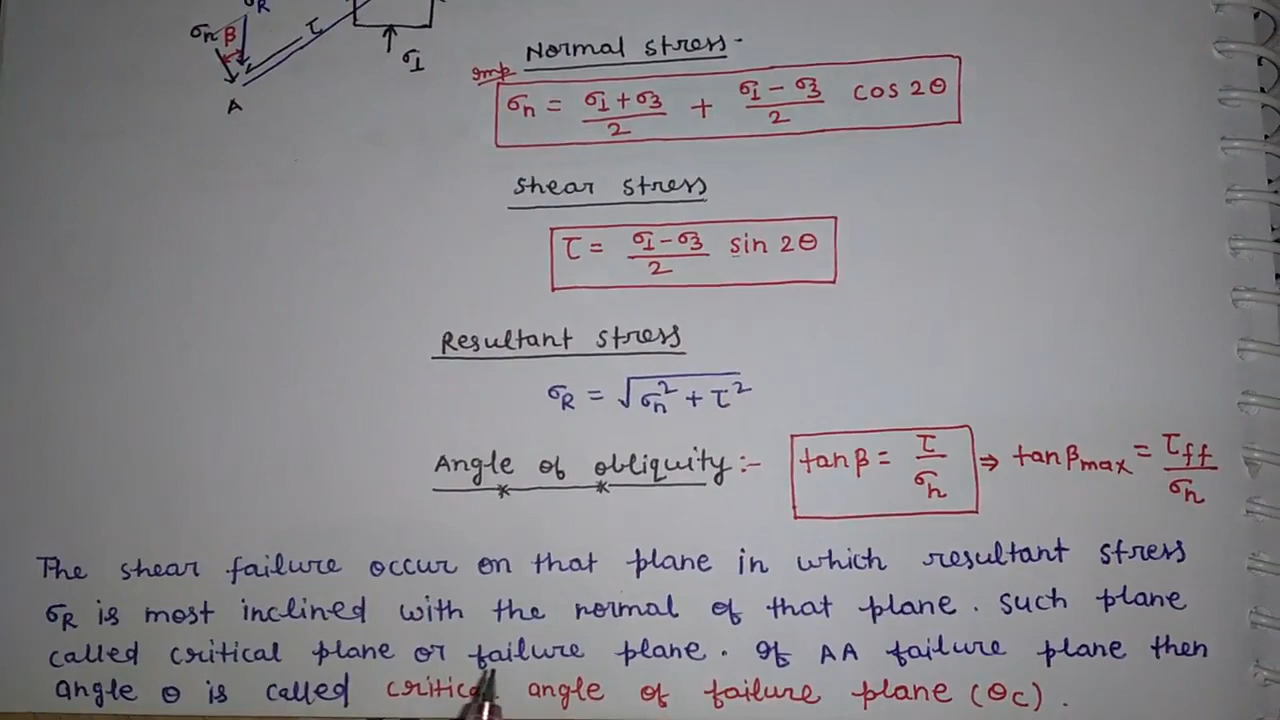 σR
σn β τ
σ1
A
Normal stress-
Imp
σn = σ1 + σ3 / 2 + σ1 - σ3 / 2 cos 2θ
Shear stress
τ = σ1 - σ3 / 2 sin 2θ
Resultant stress
σR = √σn² + τ²
Angle of obliquity :- tanβ = τ / σn ⇒ tanβmax = τff / σn
The shear failure occur on that plane in which resultant stress
σR is most inclined with the normal of that plane. Such plane
called critical plane or failure plane. If AA failure plane then
angle θ is called critical angle of failure plane (θc).